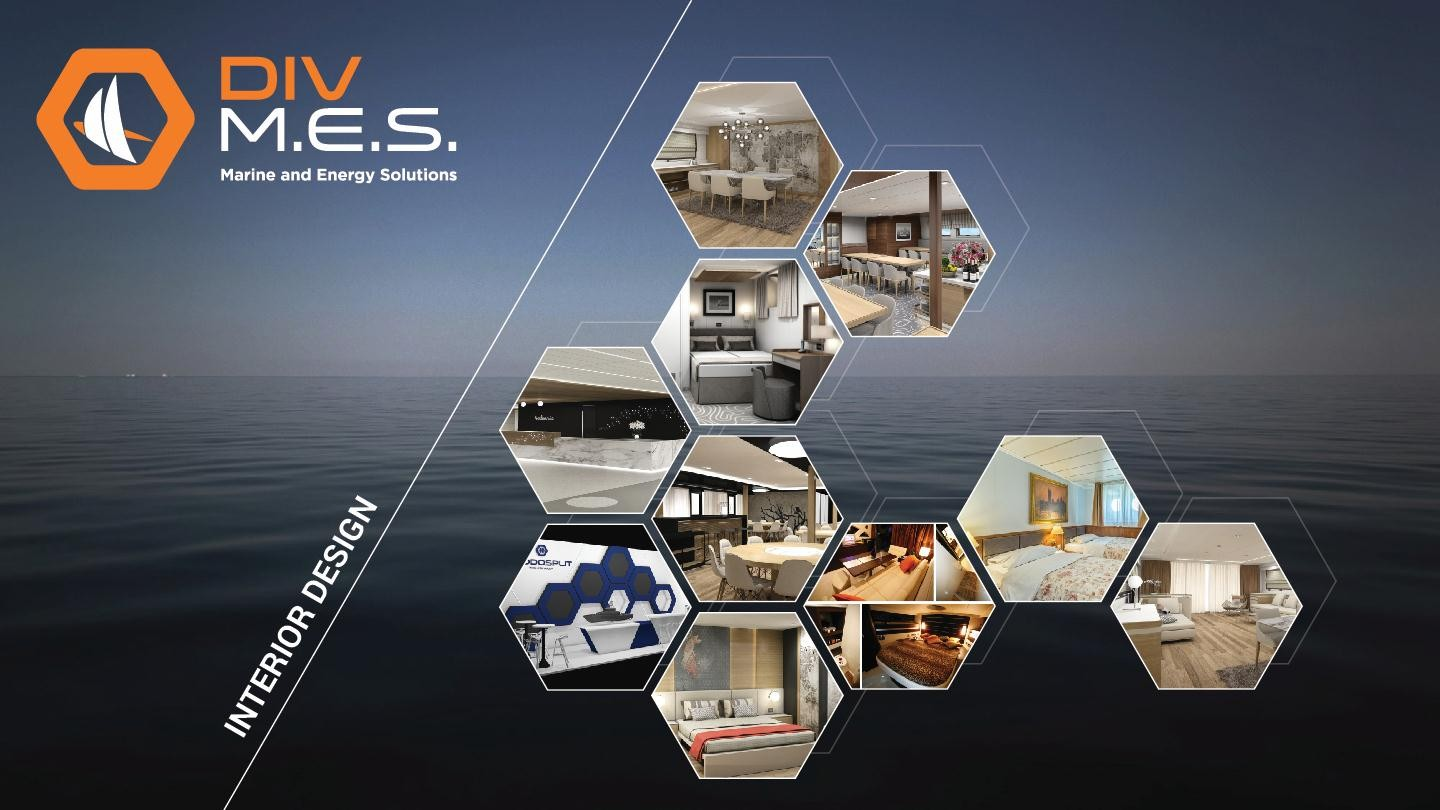 DIV
M.E.S.
Marine and Energy Solutions
INTERIOR DESIGN